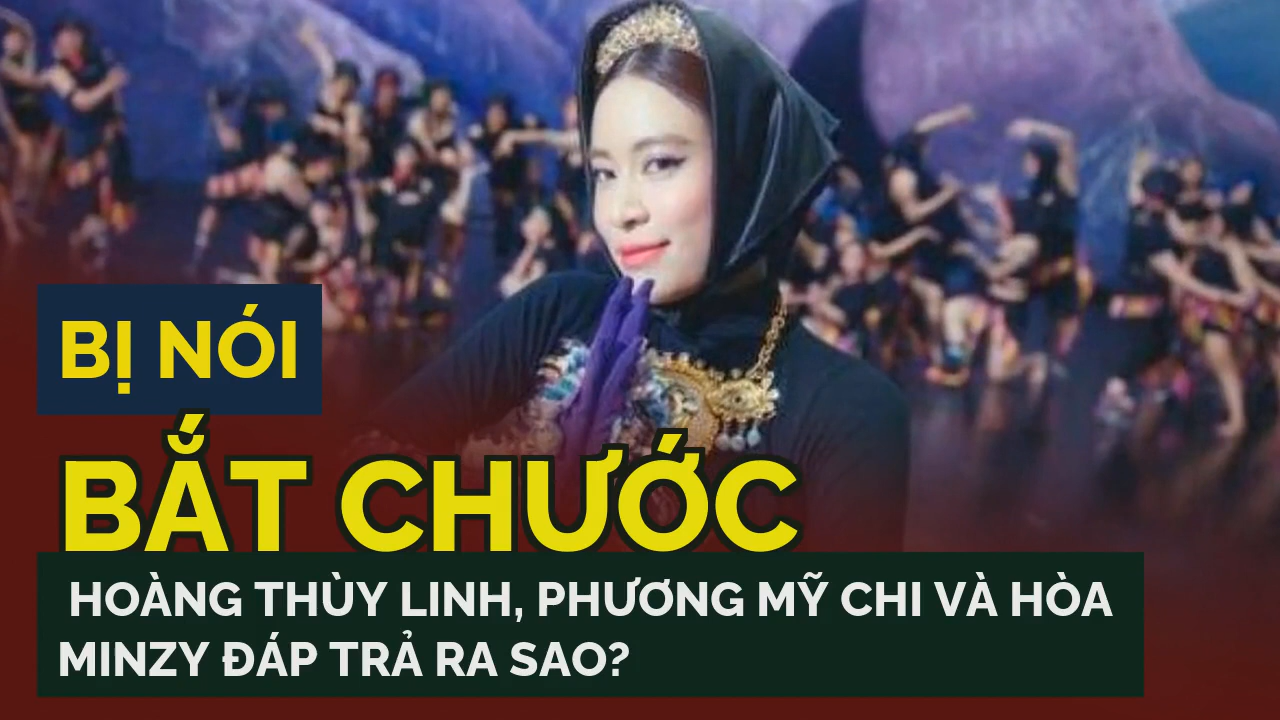 BỊ NÓI
BẮT CHƯỚC
HOÀNG THÙY LINH, PHƯƠNG MỸ CHI VÀ HÒA
MINZY ĐÁP TRẢ RA SAO?